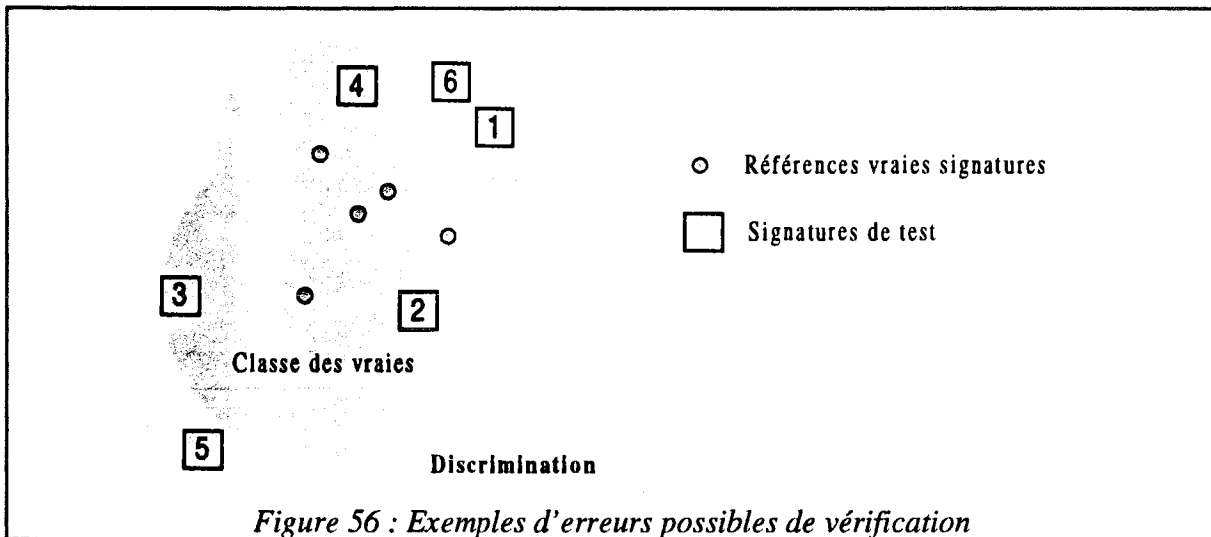 4
6
1
Références vraies signatures
Signatures de test
3
2
Classe des vraies
5
Discrimination
Figure 56 : Exemples d'erreurs possibles de vérification